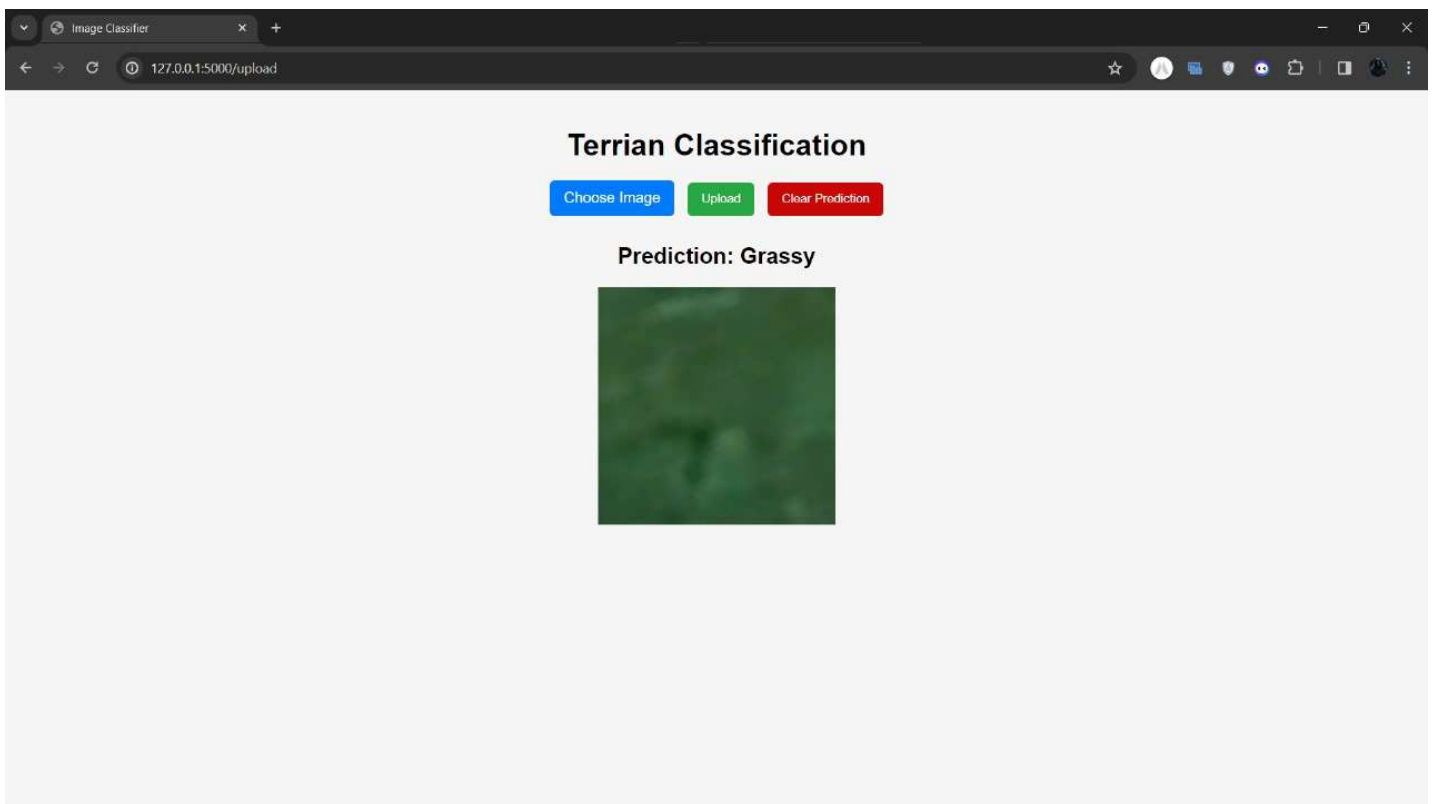 Image Classifier
127.0.0.1:5000/upload
Terrian Classification
Choose Image Upload Clear Prediction
Prediction: Grassy